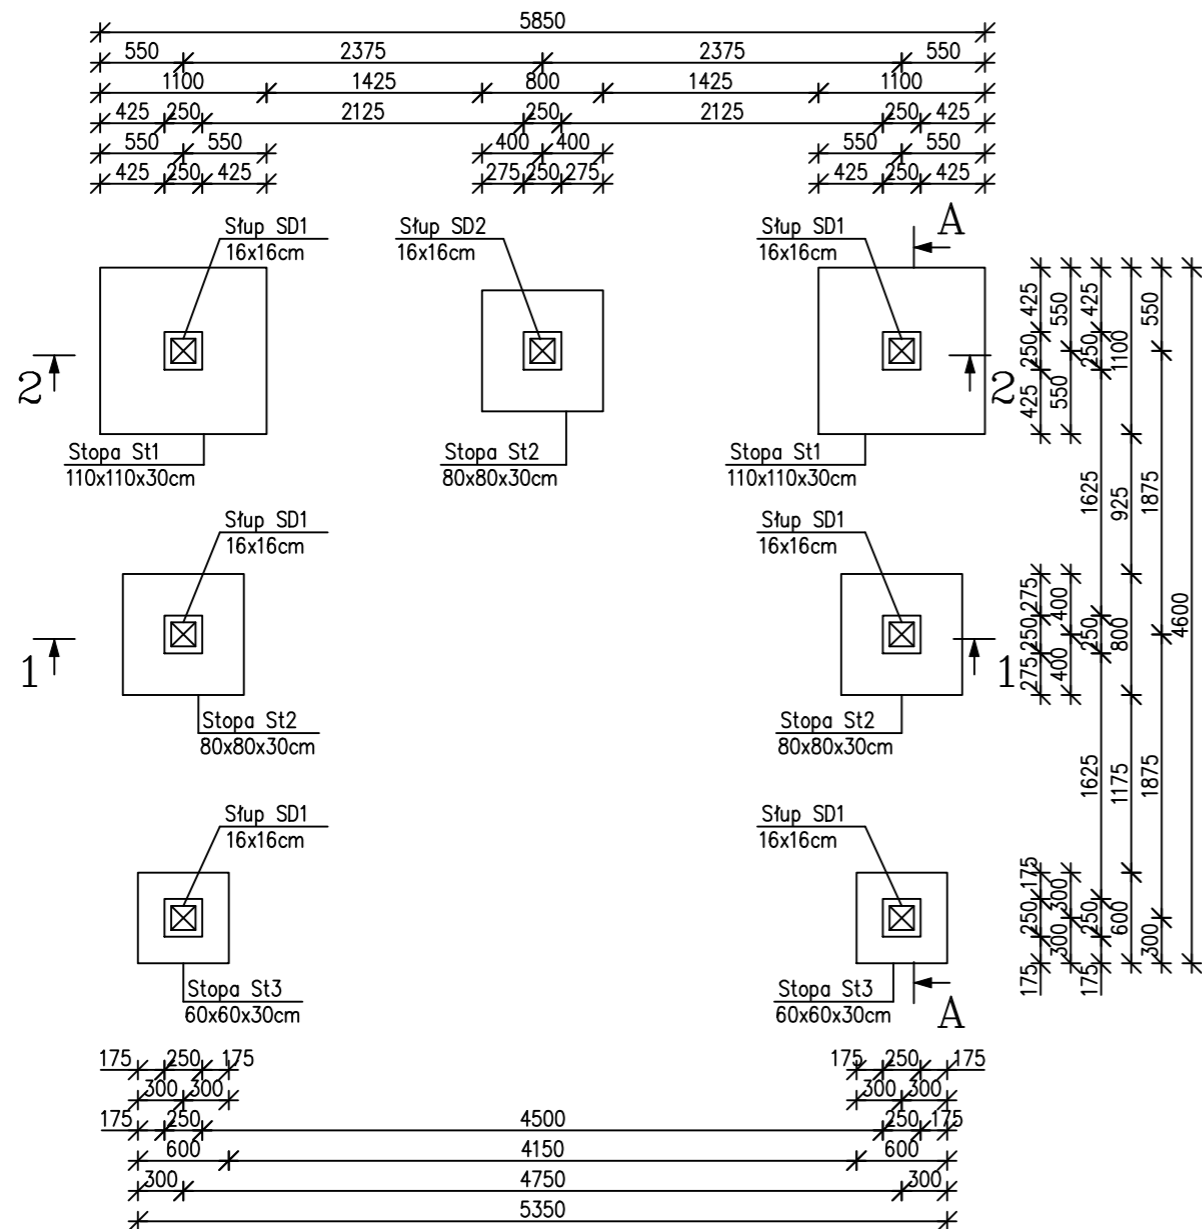 5850
550 2375 2375 550
1100 1425 800 1425 1100
425 250 2125 250 2125 250 425
550 550 400 400 550 550
425 250 425 275 250 275 425 250 425
Słup SD1
16x16cm
Słup SD2
16x16cm
Słup SD1
16x16cm
A
2
2
Stopa St1
110x110x30cm
Stopa St2
80x80x30cm
Stopa St1
110x110x30cm
Słup SD1
16x16cm
Słup SD1
16x16cm
1
1
Stopa St2
80x80x30cm
Stopa St2
80x80x30cm
Słup SD1
16x16cm
Słup SD1
16x16cm
Stopa St3
60x60x30cm
Stopa St3
60x60x30cm
A
425 250 425 275 250 275 175 250 175
550 550 400 400 300 300
425 250 1625 250 1625 250 175
1100 925 800 1175 600
550 1875 1875 300
4600
175 250 175 175 250 175
300 300 300 300
175 250 4500 250 175
600 4150 600
300 4750 300
5350